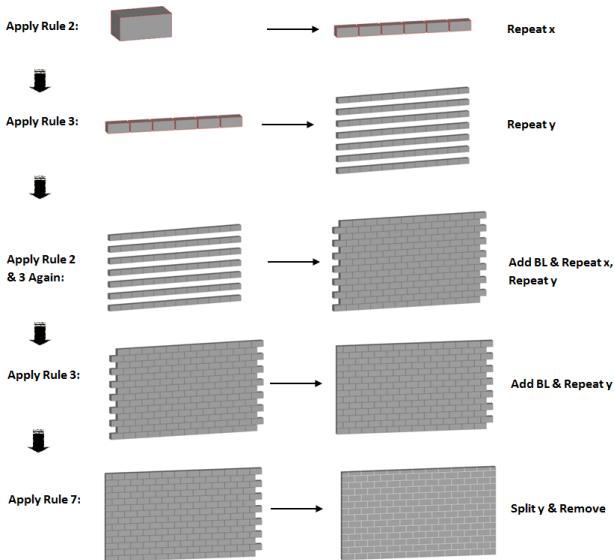 Apply Rule 2:
Repeat x
Apply Rule 3:
Repeat y
Apply Rule 2
& 3 Again:
Add BL & Repeat x,
Repeat y
Apply Rule 3:
Add BL & Repeat y
Apply Rule 7:
Split y & Remove